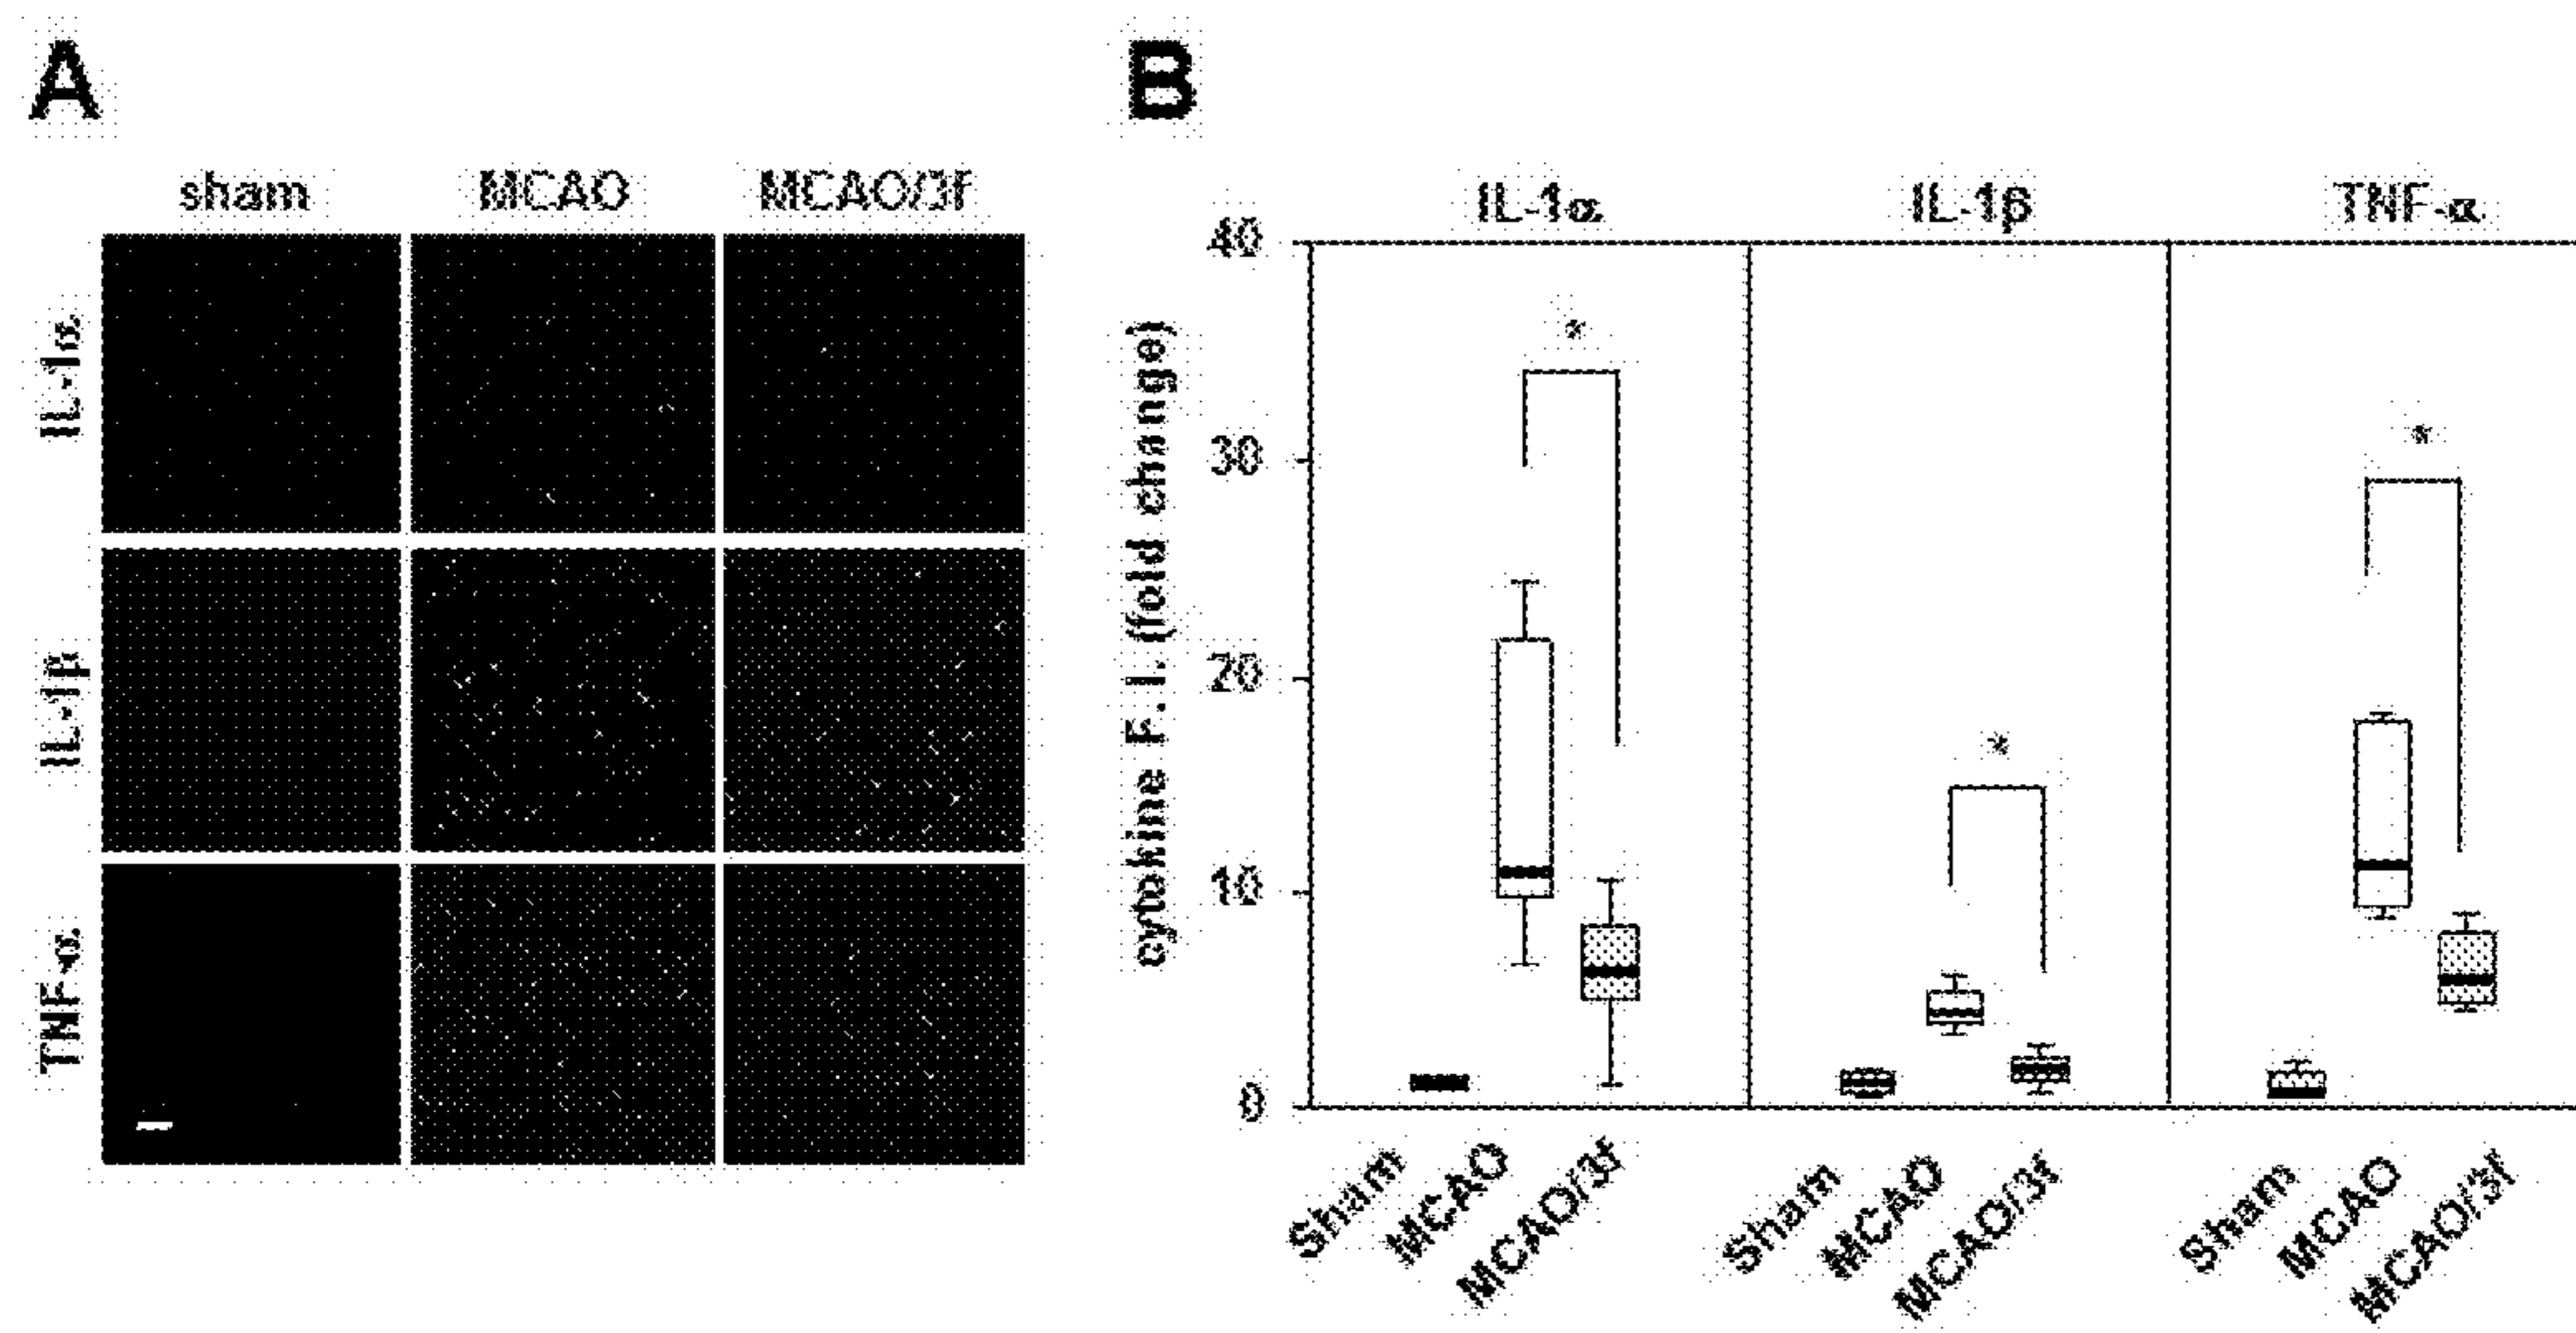 A
sham MCAO MCAO/3f
IL-1α
IL-1β
TNF-α
B
IL-1α IL-1β TNF-α
cytokine F. I. (fold change)
40
30
20
10
0
*
*
*
Sham MCAO MCAO/3f Sham MCAO MCAO/3f Sham MCAO MCAO/3f